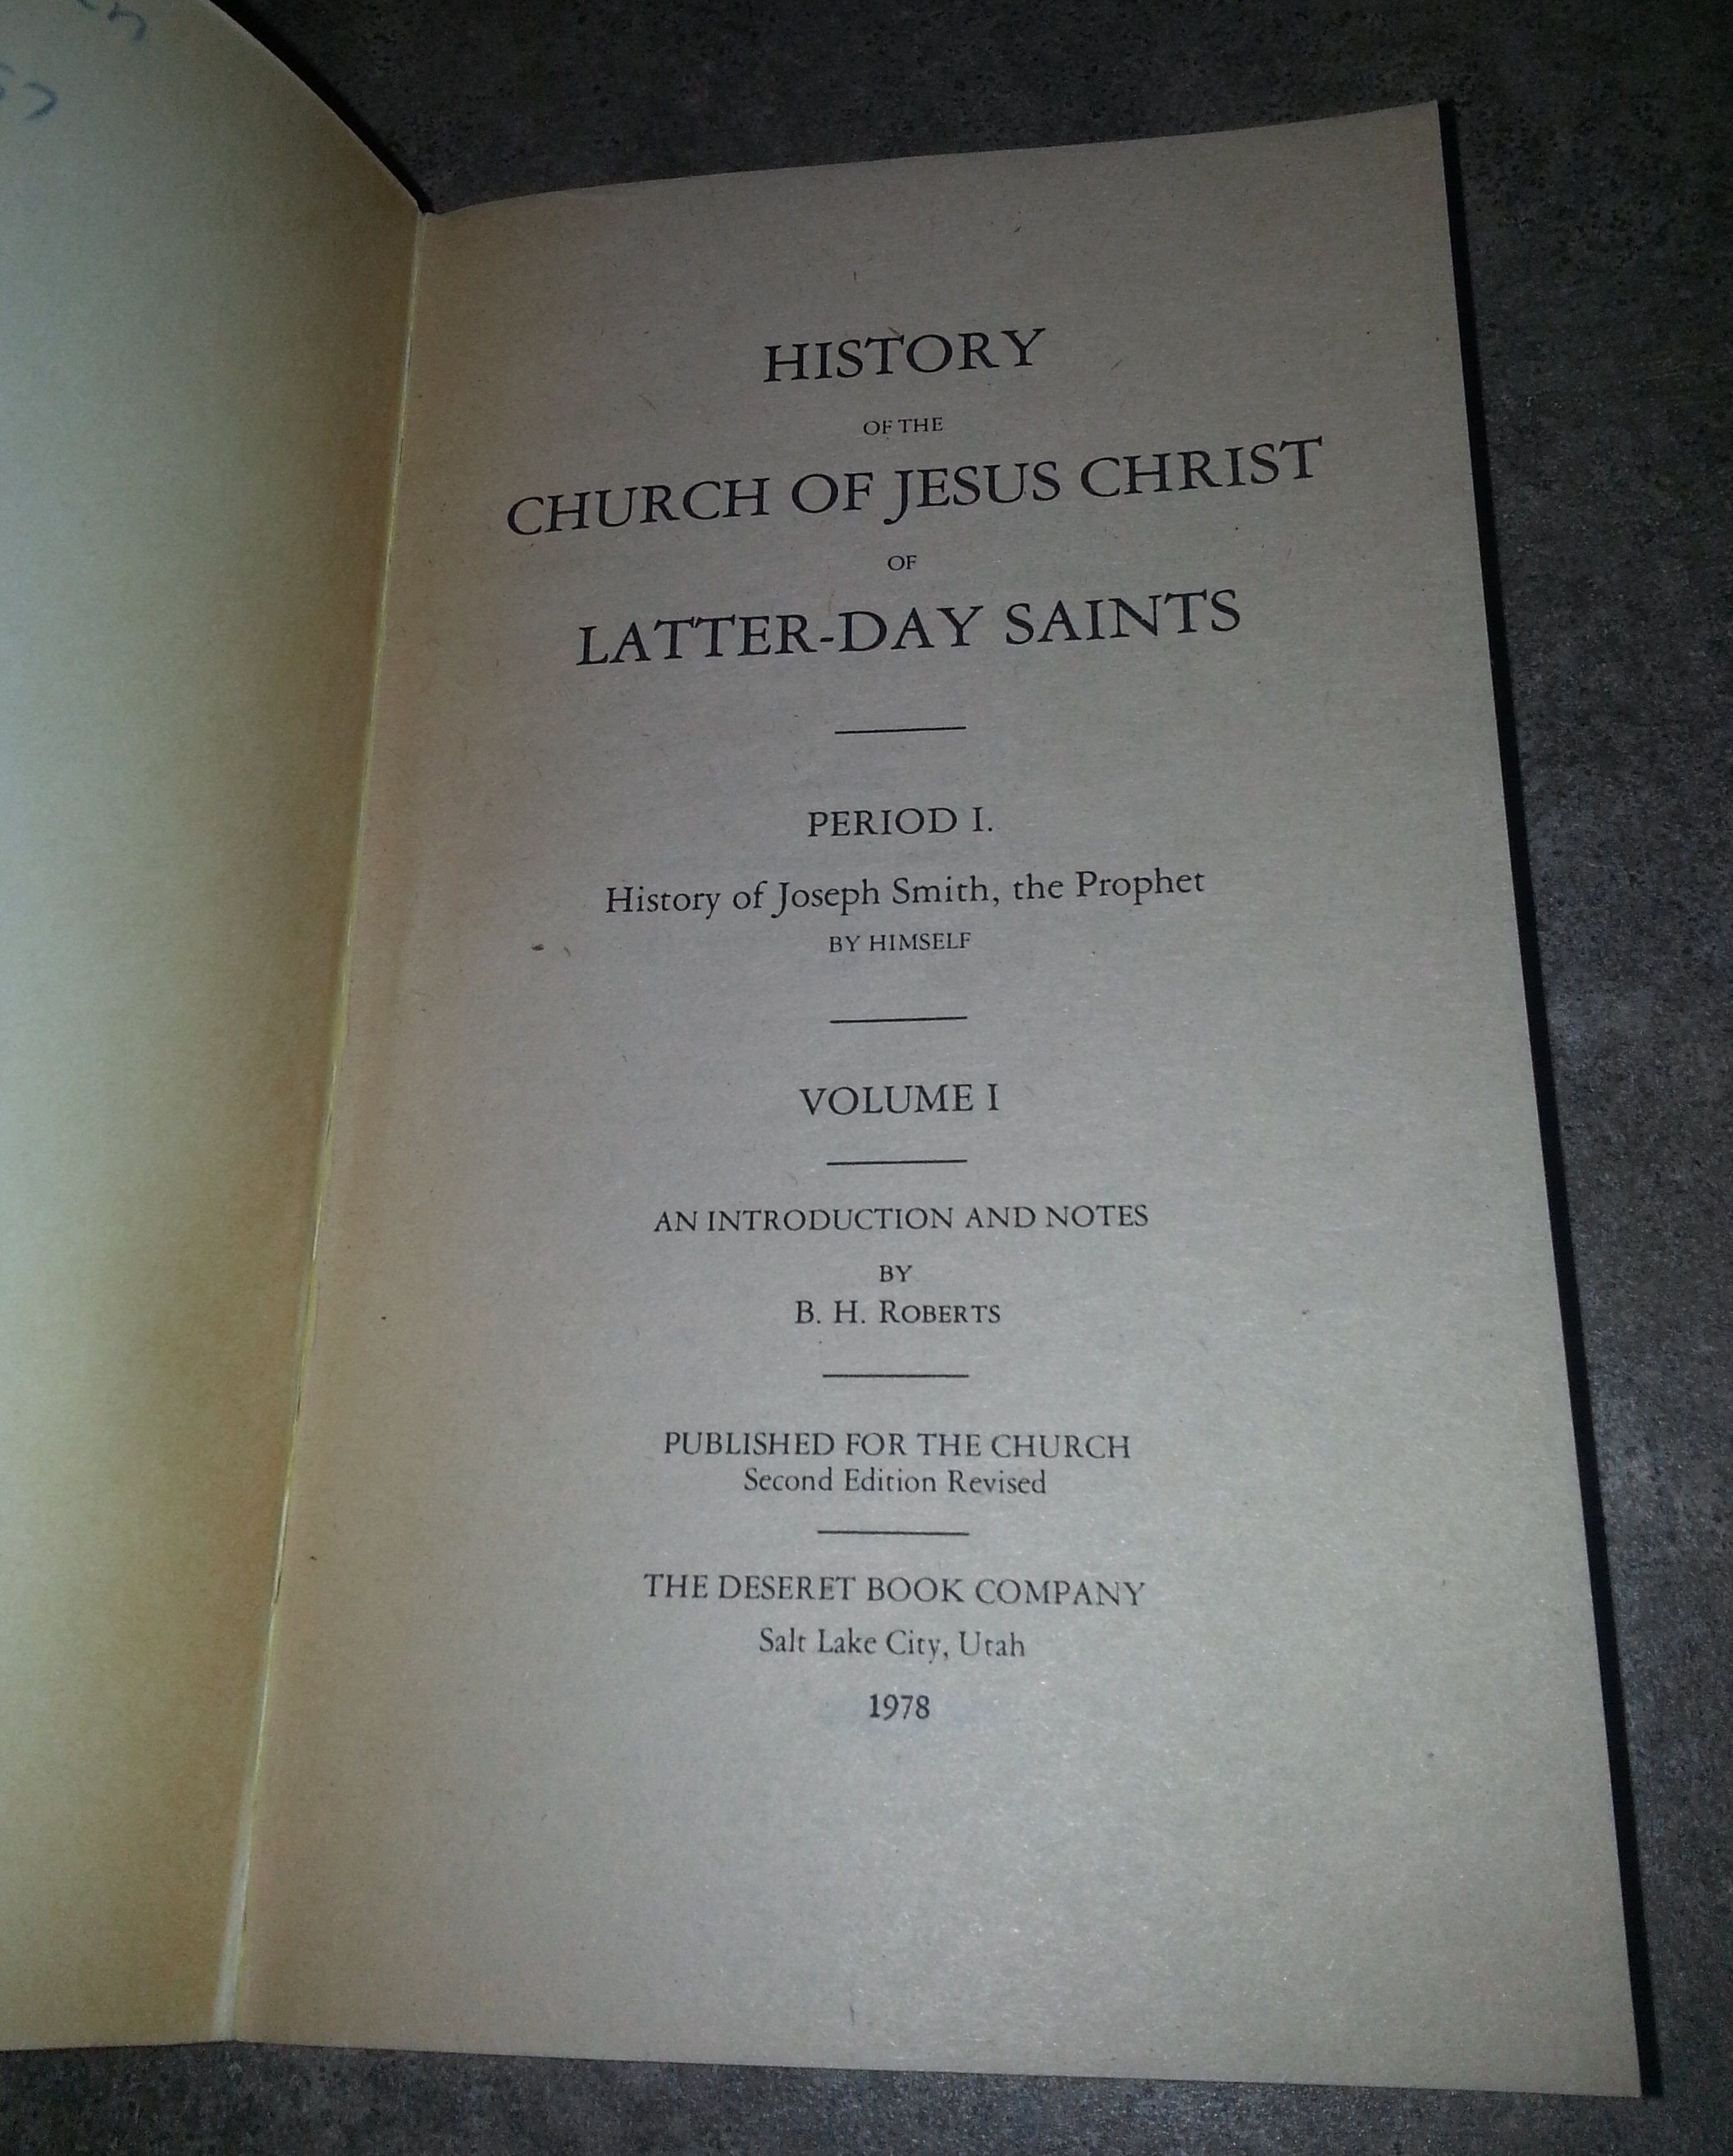 HISTORY
OF THE
CHURCH OF JESUS CHRIST
OF
LATTER-DAY SAINTS
PERIOD I.
History of Joseph Smith, the Prophet
BY HIMSELF
VOLUME I
AN INTRODUCTION AND NOTES
BY
B. H. ROBERTS
PUBLISHED FOR THE CHURCH
Second Edition Revised
THE DESERET BOOK COMPANY
Salt Lake City, Utah
1978